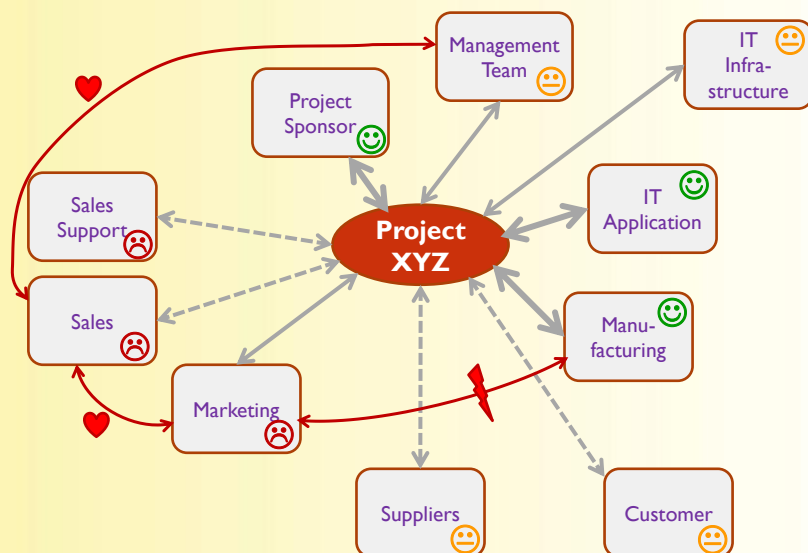 Management
Team
IT
Infra-
structure
Project
Sponsor
Sales
Support
IT
Application
Project
XYZ
Sales
Manu-
facturing
Marketing
Suppliers
Customer